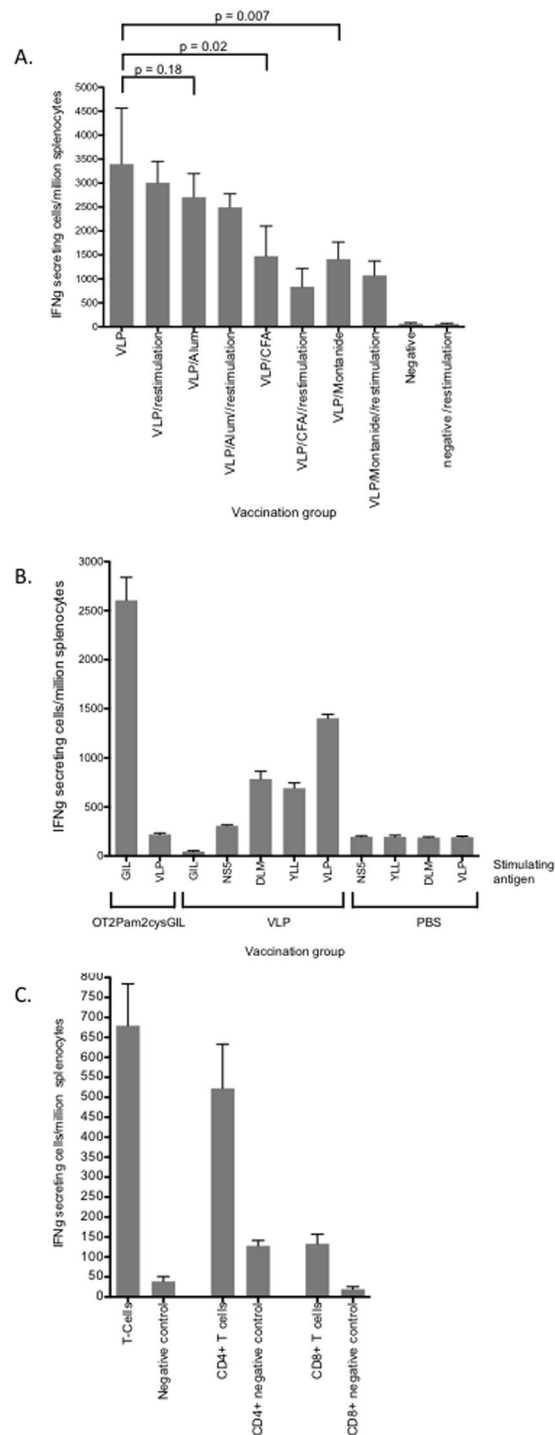 A.
p = 0.007
p = 0.02
p = 0.18
IFNg secreting cells/million splenocytes
5000
4500
4000
3500
3000
2500
2000
1500
1000
500
0
VLP
VLP/restimulation
VLP/Alum
VLP/Alum//restimulation
VLP/CFA
VLP/CFA//restimulation
VLP/Montanide
VLP/Montanide//restimulation
Negative
negative /restimulation
Vaccination group
B.
IFNg secreting cells/million splenocytes
3000
2500
2000
1500
1000
500
0
GIL
VLP
GIL
NS5
DLM
YLL
VLP
NS5
YLL
DLM
VLP
Stimulating
antigen
OT2Pam2cysGIL
VLP
PBS
Vaccination group
C.
IFNg secreting cells/million splenocytes
800
750
700
650
600
550
500
450
400
350
300
250
200
150
100
50
0
T-Cells
Negative control
CD4+ T cells
CD4+ negative control
CD8+ T cells
CD8+ negative control